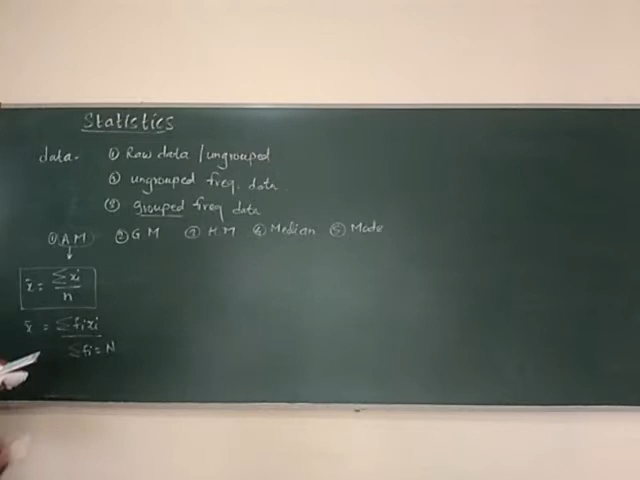 Statistics
data. ① Raw data / ungrouped
② ungrouped freq. data.
③ grouped freq data
① A M ② G M ③ H M ④ Median ⑤ Mode
x̄ = Σxi / n
x̄ = Σfixi / Σfi = N